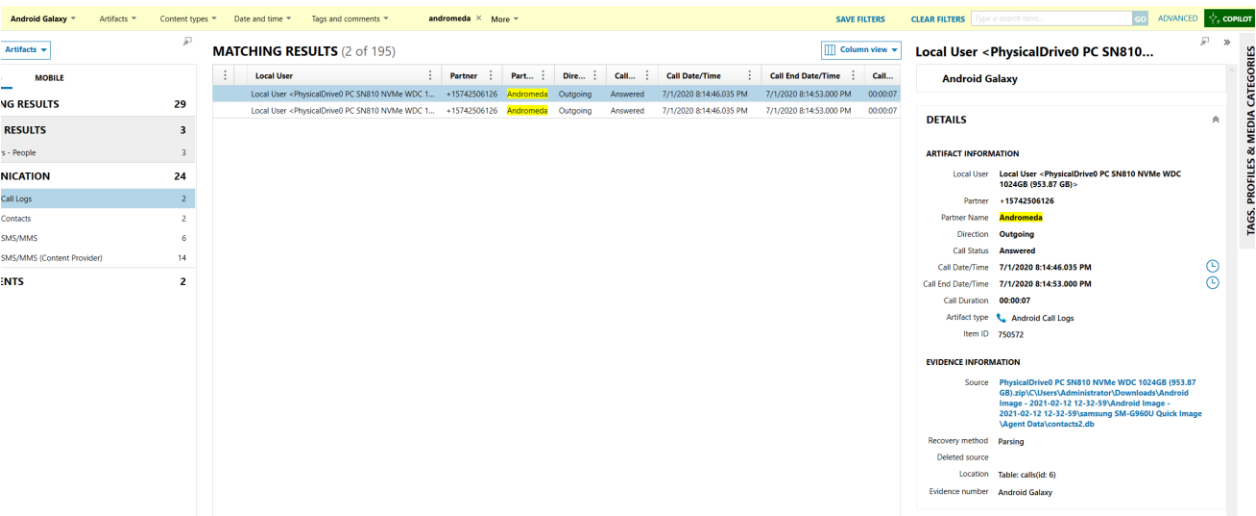 Android Galaxy Artifacts Content types Date and time Tags and comments andromeda × More SAVE FILTERS CLEAR FILTERS Type a search term... GO ADVANCED COPILOT
Artifacts
MOBILE
NG RESULTS 29
RESULTS 3
s - People 3
NICATION 24
Call Logs 2
Contacts 2
SMS/MMS 6
SMS/MMS (Content Provider) 14
ENTS 2
MATCHING RESULTS (2 of 195) Column view
Local User Partner Part... Dire... Call... Call Date/Time Call End Date/Time Call...
Local User <PhysicalDrive0 PC SN810 NVMe WDC 1... +15742506126 Andromeda Outgoing Answered 7/1/2020 8:14:46.035 PM 7/1/2020 8:14:53.000 PM 00:00:07
Local User <PhysicalDrive0 PC SN810 NVMe WDC 1... +15742506126 Andromeda Outgoing Answered 7/1/2020 8:14:46.035 PM 7/1/2020 8:14:53.000 PM 00:00:07
Local User <PhysicalDrive0 PC SN810...
Android Galaxy
DETAILS
ARTIFACT INFORMATION
Local User Local User <PhysicalDrive0 PC SN810 NVMe WDC
1024GB (953.87 GB)>
Partner +15742506126
Partner Name Andromeda
Direction Outgoing
Call Status Answered
Call Date/Time 7/1/2020 8:14:46.035 PM
Call End Date/Time 7/1/2020 8:14:53.000 PM
Call Duration 00:00:07
Artifact type Android Call Logs
Item ID 750572
EVIDENCE INFORMATION
Source PhysicalDrive0 PC SN810 NVMe WDC 1024GB (953.87
GB).zip\C\Users\Administrator\Downloads\Android
Image - 2021-02-12 12-32-59\Android Image -
2021-02-12 12-32-59\samsung SM-G960U Quick Image
\Agent Data\contacts2.db
Recovery method Parsing
Deleted source
Location Table: calls(id: 6)
Evidence number Android Galaxy
TAGS, PROFILES & MEDIA CATEGORIES